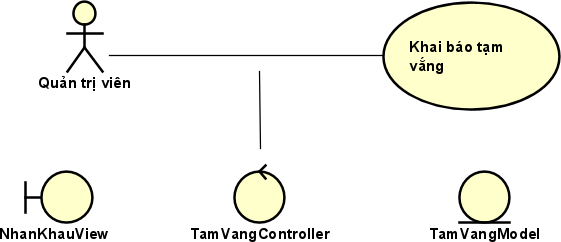 Khai báo tạm
vắng
Quản trị viên
NhanKhauView
TamVangController
TamVangModel